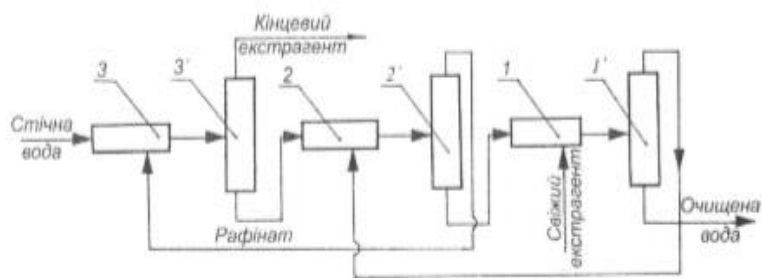 Кінцевий
екстрагент
3
3´
2
2´
1
1´
Стічна
вода
Рафінат
Свіжий
екстрагент
Очищена
вода